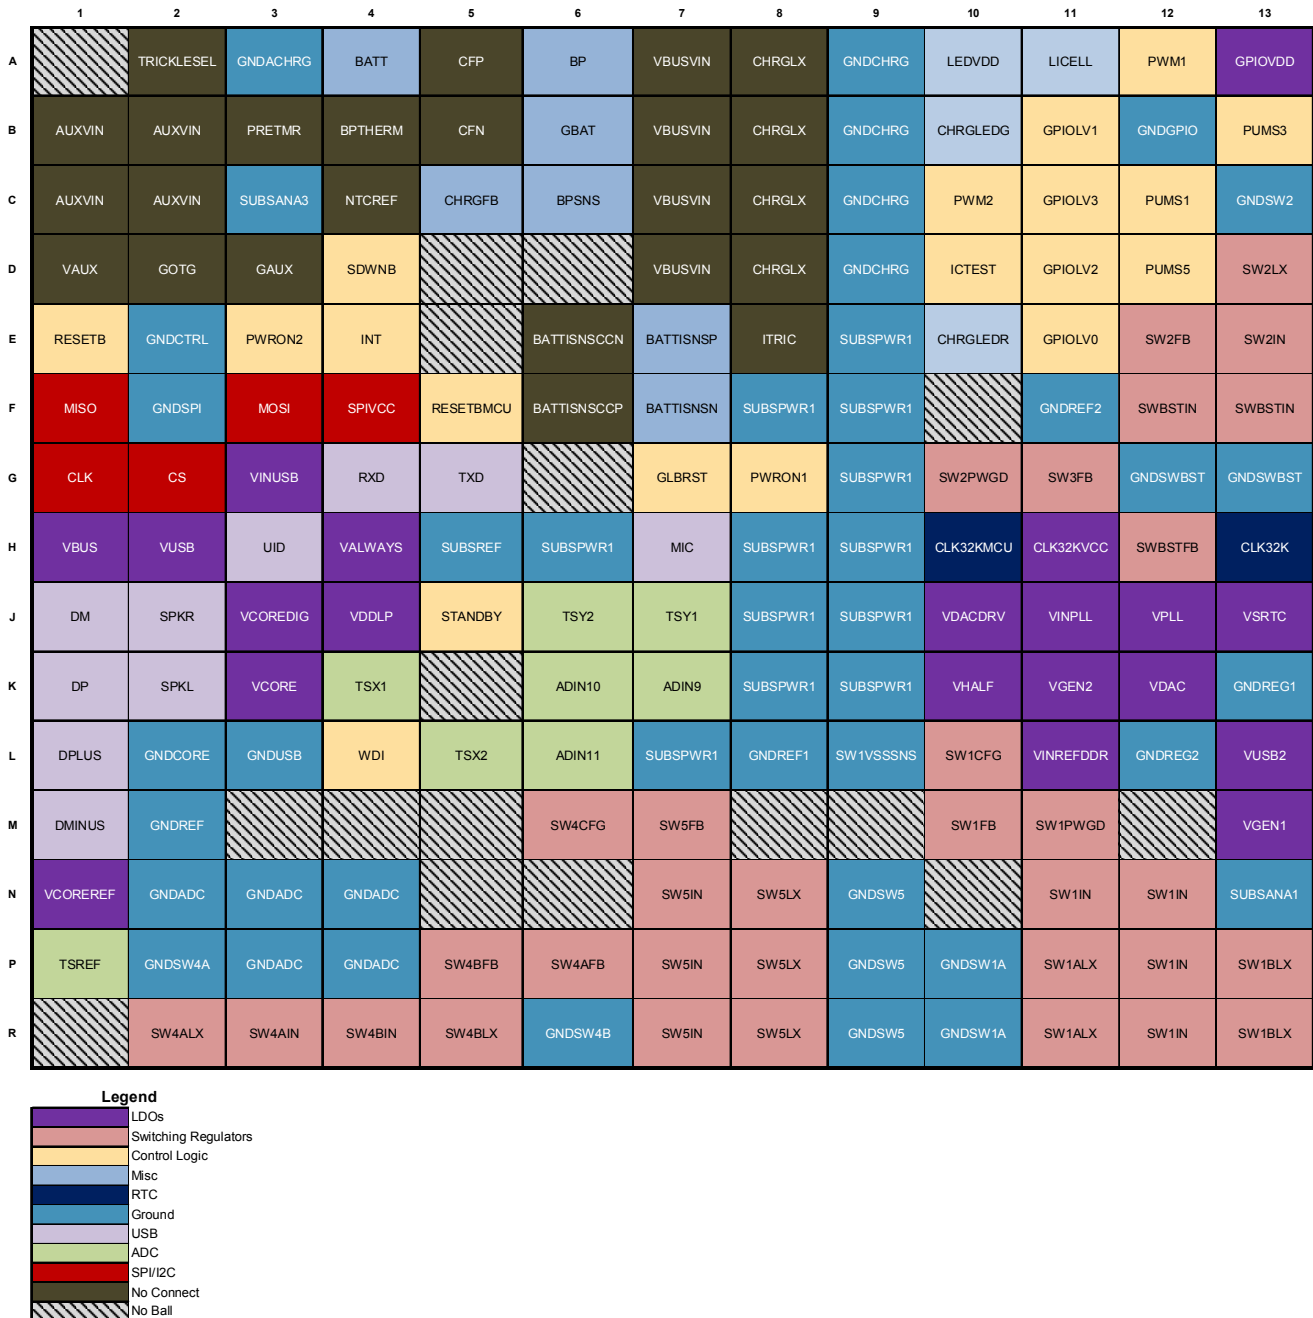 1 2 3 4 5 6 7 8 9 10 11 12 13
A TRICKLESEL GNDACHRG BATT CFP BP VBUSVIN CHRGLX GNDCHRG LEDVDD LICELL PWM1 GPIOVDD
B AUXVIN AUXVIN PRETMR BPTHERM CFN GBAT VBUSVIN CHRGLX GNDCHRG CHRGLEDG GPIOLV1 GNDGPIO PUMS3
C AUXVIN AUXVIN SUBSANA3 NTCREF CHRGFB BPSNS VBUSVIN CHRGLX GNDCHRG PWM2 GPIOLV3 PUMS1 GNDSW2
D VAUX GOTG GAUX SDWNB VBUSVIN CHRGLX GNDCHRG ICTEST GPIOLV2 PUMS5 SW2LX
E RESETB GNDCTRL PWRON2 INT BATTISNSCCN BATTISNSP ITRIC SUBSPWR1 CHRGLEDR GPIOLV0 SW2FB SW2IN
F MISO GNDSPI MOSI SPIVCC RESETBMCU BATTISNSCCP BATTISNSN SUBSPWR1 SUBSPWR1 GNDREF2 SWBSTIN SWBSTIN
G CLK CS VINUSB RXD TXD GLBRST PWRON1 SUBSPWR1 SW2PWGD SW3FB GNDSWBST GNDSWBST
H VBUS VUSB UID VALWAYS SUBSREF SUBSPWR1 MIC SUBSPWR1 SUBSPWR1 CLK32KMCU CLK32KVCC SWBSTFB CLK32K
J DM SPKR VCOREDIG VDDLP STANDBY TSY2 TSY1 SUBSPWR1 SUBSPWR1 VDACDRV VINPLL VPLL VSRTC
K DP SPKL VCORE TSX1 ADIN10 ADIN9 SUBSPWR1 SUBSPWR1 VHALF VGEN2 VDAC GNDREG1
L DPLUS GNDCORE GNDUSB WDI TSX2 ADIN11 SUBSPWR1 GNDREF1 SW1VSSSNS SW1CFG VINREFDDR GNDREG2 VUSB2
M DMINUS GNDREF SW4CFG SW5FB SW1FB SW1PWGD VGEN1
N VCOREREF GNDADC GNDADC GNDADC SW5IN SW5LX GNDSW5 SW1IN SW1IN SUBSANA1
P TSREF GNDSW4A GNDADC GNDADC SW4BFB SW4AFB SW5IN SW5LX GNDSW5 GNDSW1A SW1ALX SW1IN SW1BLX
R SW4ALX SW4AIN SW4BIN SW4BLX GNDSW4B SW5IN SW5LX GNDSW5 GNDSW1A SW1ALX SW1IN SW1BLX
Legend
LDOs
Switching Regulators
Control Logic
Misc
RTC
Ground
USB
ADC
SPI/I2C
No Connect
No Ball